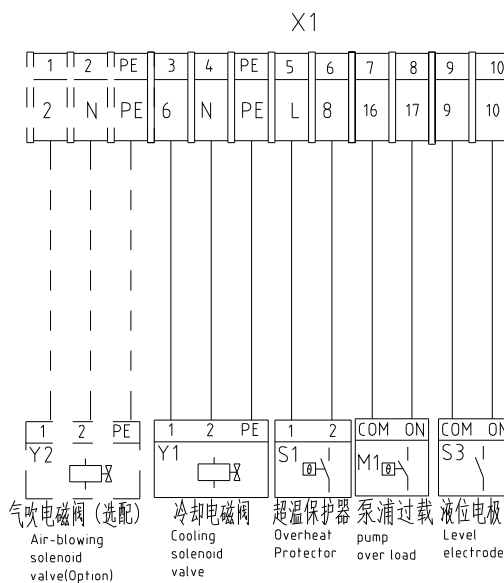 X1
1 2 PE 3 4 PE 5 6 7 8 9 10
2 N PE 6 N PE L 8 16 17 9 10
1 2 PE 1 2 PE 1 2 COM ON COM ON
Y2 Y1 S1 M1 S3
θ θ
气吹电磁阀（选配） 冷却电磁阀 超温保护器 泵浦过载 液位电极
Air-blowing
solenoid
valve(Option)
Cooling
solenoid
valve
Overheat
Protector
pump
over load
Level
electrode